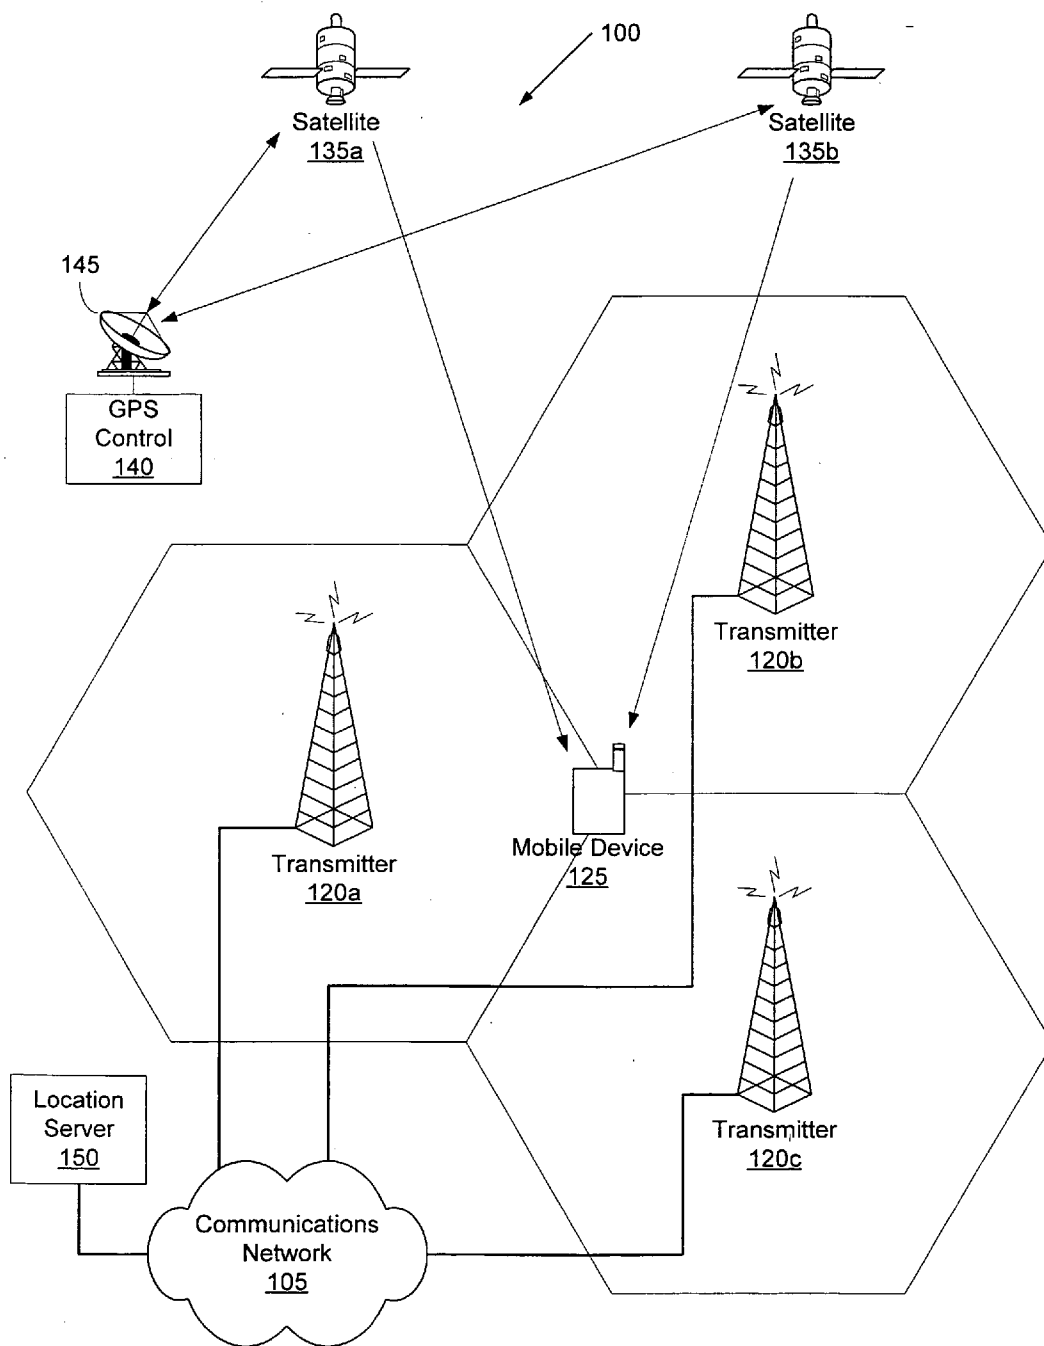 100
Satellite
135a
Satellite
135b
145
GPS
Control
140
Transmitter
120b
Transmitter
120a
Mobile Device
125
Location
Server
150
Transmitter
120c
Communications
Network
105